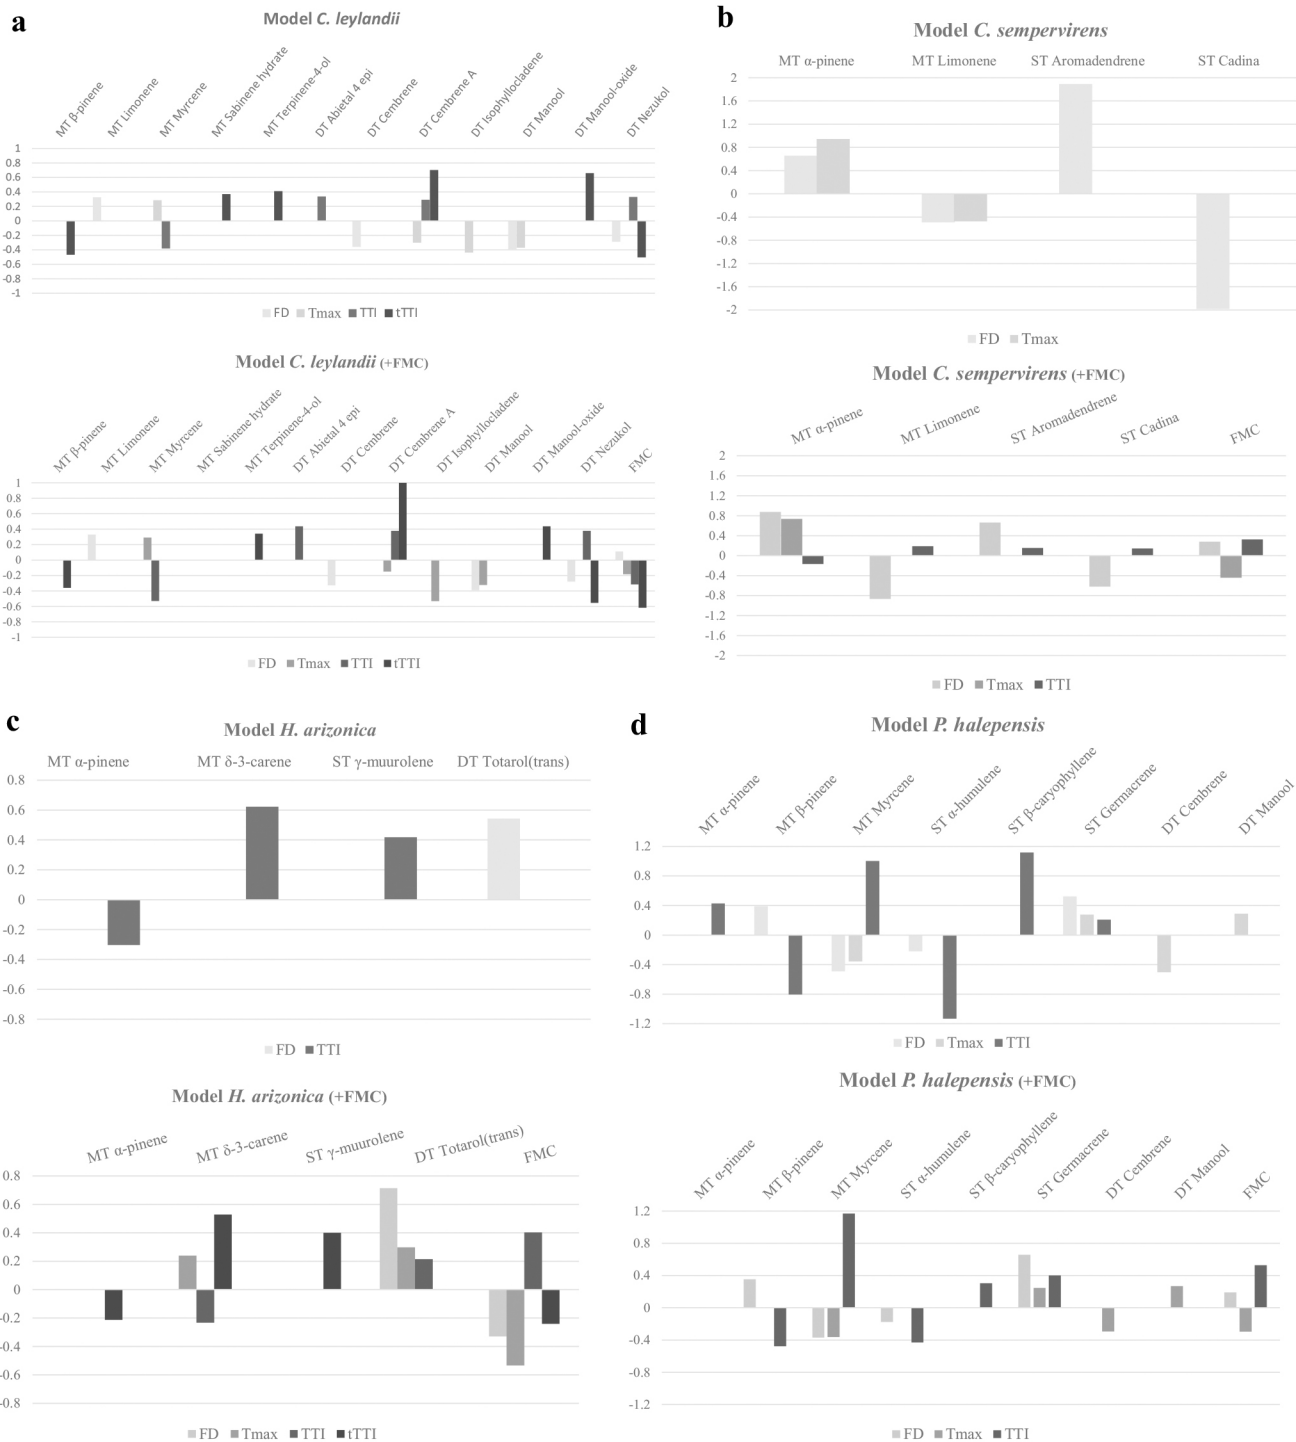 a
Model C. leylandii
MT β-pinene
MT Limonene
MT Myrcene
MT Sabinene hydrate
MT Terpinene-4-ol
DT Abietal 4 epi
DT Cembrene
DT Cembrene A
DT Isophyllocladene
DT Manool
DT Manool-oxide
DT Nezukol
1
0.8
0.6
0.4
0.2
0
-0.2
-0.4
-0.6
-0.8
-1
FD Tmax TTI tTTI
Model C. leylandii (+FMC)
MT β-pinene
MT Limonene
MT Myrcene
MT Sabinene hydrate
MT Terpinene-4-ol
DT Abietal 4 epi
DT Cembrene
DT Cembrene A
DT Isophyllocladene
DT Manool
DT Manool-oxide
DT Nezukol
FMC
1
0.8
0.6
0.4
0.2
0
-0.2
-0.4
-0.6
-0.8
-1
FD Tmax TTI tTTI
b
Model C. sempervirens
MT α-pinene MT Limonene ST Aromadendrene ST Cadina
2
1.6
1.2
0.8
0.4
0
-0.4
-0.8
-1.2
-1.6
-2
FD Tmax
Model C. sempervirens (+FMC)
MT α-pinene
MT Limonene
ST Aromadendrene
ST Cadina
FMC
2
1.6
1.2
0.8
0.4
0
-0.4
-0.8
-1.2
-1.6
-2
FD Tmax TTI
c
Model H. arizonica
MT α-pinene MT δ-3-carene ST γ-muurolene DT Totarol(trans)
0.8
0.6
0.4
0.2
0
-0.2
-0.4
-0.6
-0.8
FD TTI
Model H. arizonica (+FMC)
MT α-pinene
MT δ-3-carene
ST γ-muurolene
DT Totarol(trans)
FMC
0.8
0.6
0.4
0.2
0
-0.2
-0.4
-0.6
-0.8
FD Tmax TTI tTTI
d
Model P. halepensis
MT α-pinene
MT β-pinene
MT Myrcene
ST α-humulene
ST β-caryophyllene
ST Germacrene
DT Cembrene
DT Manool
1.2
0.8
0.4
0
-0.4
-0.8
-1.2
FD Tmax TTI
Model P. halepensis (+FMC)
MT α-pinene
MT β-pinene
MT Myrcene
ST α-humulene
ST β-caryophyllene
ST Germacrene
DT Cembrene
DT Manool
FMC
1.2
0.8
0.4
0
-0.4
-0.8
-1.2
FD Tmax TTI